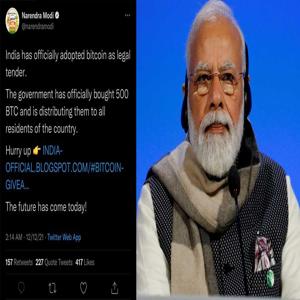 Narendra Modi
@narendramodi
India has officially adopted bitcoin as legal
tender.
The government has officially bought 500
BTC and is distributing them to all
residents of the country.
Hurry up 👉 INDIA-
OFFICIAL.BLOGSPOT.COM/#BITCOIN-
GIVEA...
The future has come today!
2:14 AM · 12/12/21 · Twitter Web App
157 Retweets 227 Quote Tweets 417 Likes